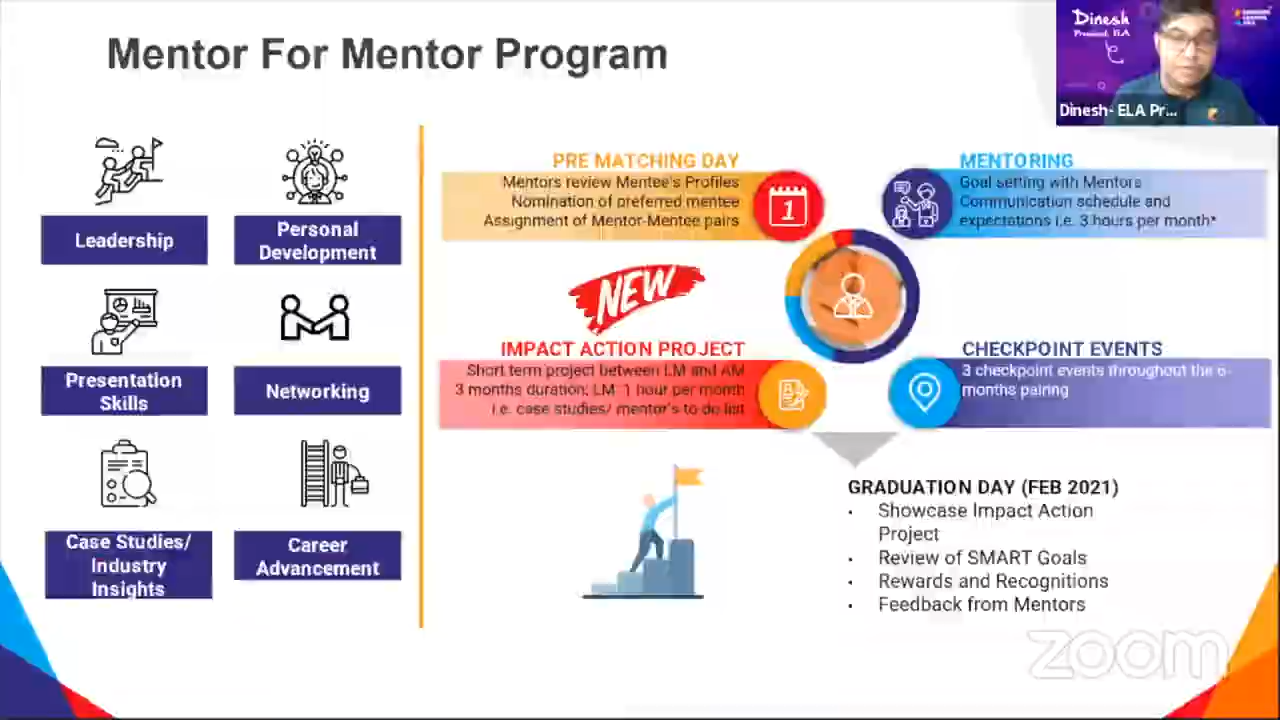 Mentor For Mentor Program
Dinesh
Dinesh- ELA Pr...
Leadership
Personal
Development
Presentation
Skills
Networking
Case Studies/
Industry
Insights
Career
Advancement
PRE MATCHING DAY
Mentors review Mentee's Profiles
Nomination of preferred mentee
Assignment of Mentor-Mentee pairs
1
MENTORING
Goal setting with Mentors
Communication schedule and
expectations i.e. 3 hours per month*
NEW
IMPACT ACTION PROJECT
Short term project between LM and AM
3 months duration; LM 1 hour per month
i.e. case studies/ mentor's to do list
CHECKPOINT EVENTS
3 checkpoint events throughout the 6-
months pairing
GRADUATION DAY (FEB 2021)
• Showcase Impact Action
Project
• Review of SMART Goals
• Rewards and Recognitions
• Feedback from Mentors
zoom